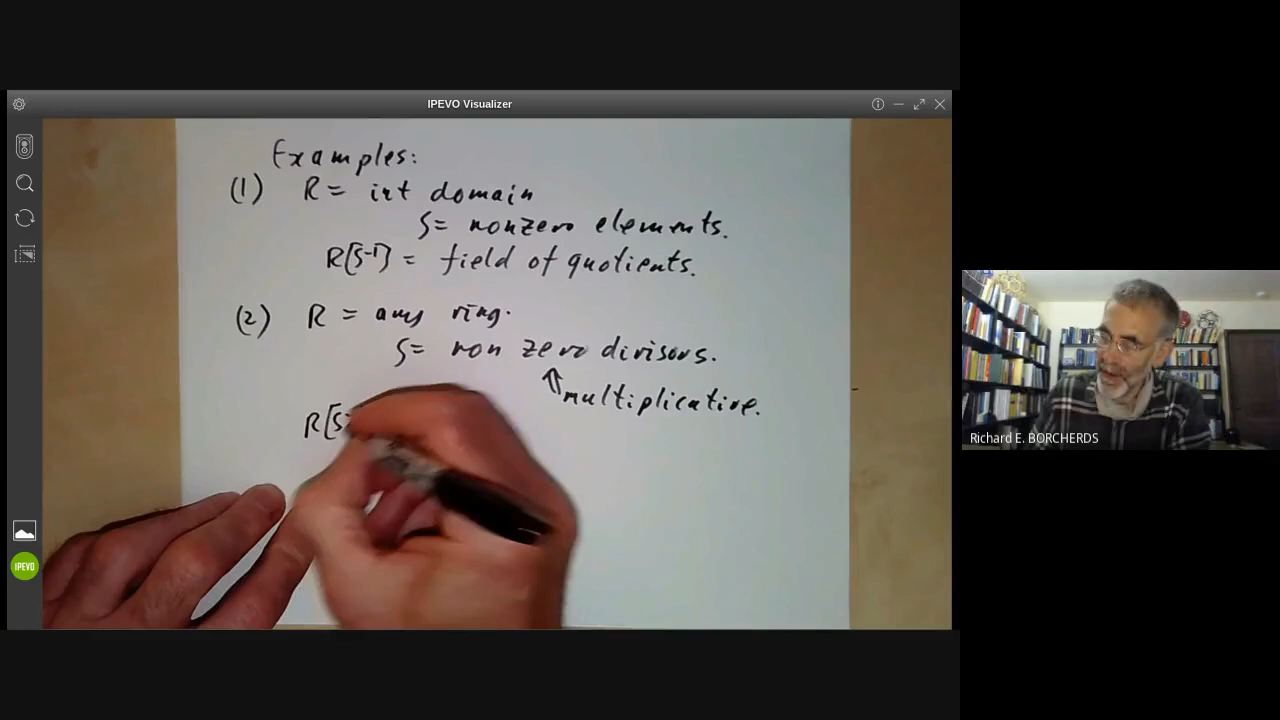 IPEVO Visualizer
Examples:
(1) R = int domain
S = nonzero elements.
R[S⁻¹] = field of quotients.
(2) R = any ring.
S = non zero divisors.
⇑ multiplicative.
R[S
IPEVO
Richard E. BORCHERDS